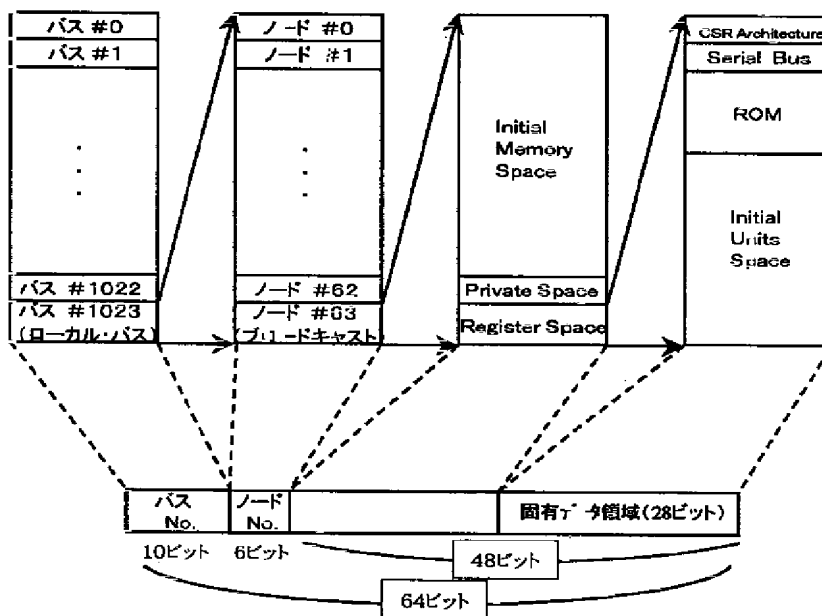 バス #0
バス #1
バス #1022
バス #1023
(ローカル・バス)
ノード #0
ノード #1
ノード #62
ノード #63
(ブロードキャスト)
Initial
Memory
Space
Private Space
Register Space
CSR Architecture
Serial Bus
ROM
Initial
Units
Space
バス
No.
ノード
No.
固有データ領域(28ビット)
10ビット
6ビット
48ビット
64ビット